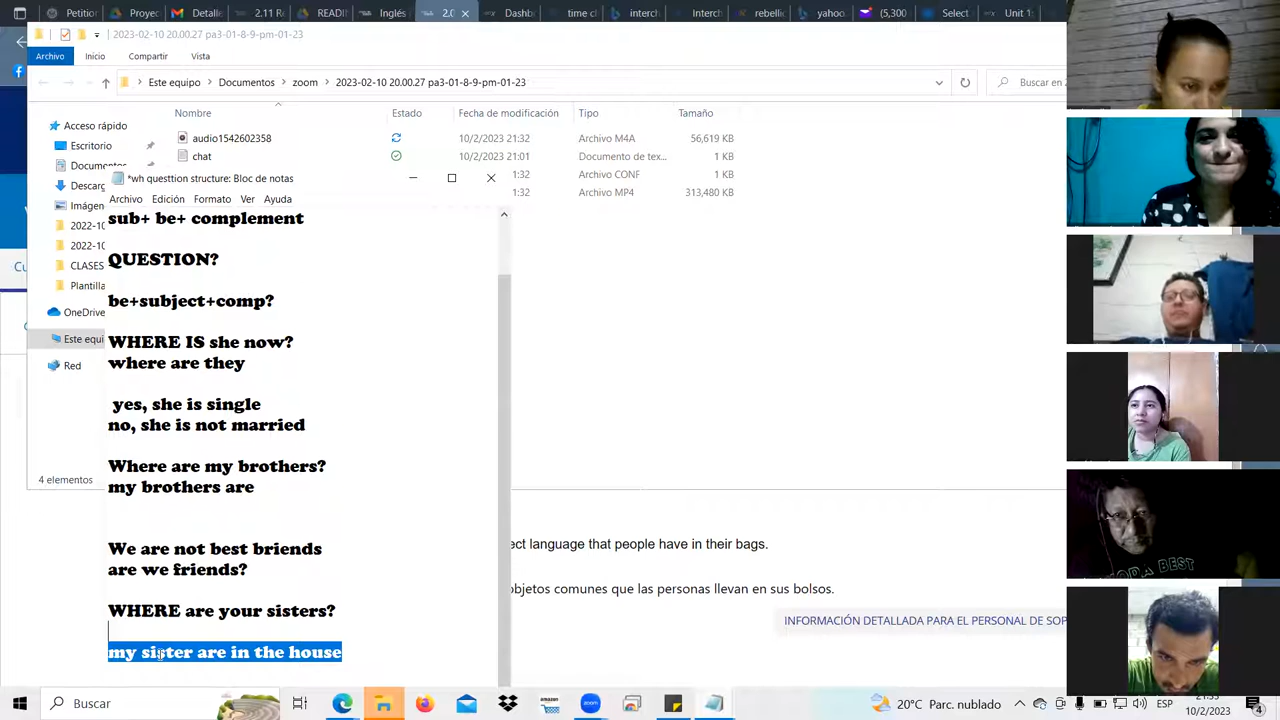 Gmail
Detalle
2.11 R
READI
Inglés
2.0
Dashb
time cl
interch
Interch
rebelli
yahoo
(5,300)
Select
Unit 1:
2023-02-10 20.00.27 pa3-01-8-9-pm-01-23
Archivo Inicio Compartir Vista
Este equipo Documentos zoom 2023-02-10 20.00.27 pa3-01-8-9-pm-01-23
Buscar en
Nombre Estado Fecha de modificación Tipo Tamaño
Acceso rápido
Escritorio
Documentos
Descarg
Imágen
2022-10
2022-10
CLASES
Plantilla
OneDrive
Este equi
Red
4 elementos
audio1542602358 10/2/2023 21:32 Archivo M4A 56,619 KB
chat 10/2/2023 21:01 Documento de tex... 1 KB
1:32 Archivo CONF 1 KB
1:32 Archivo MP4 313,480 KB
*wh questtion structure: Bloc de notas
Archivo Edición Formato Ver Ayuda
sub+ be+ complement
QUESTION?
be+subject+comp?
WHERE IS she now?
where are they
yes, she is single
no, she is not married
Where are my brothers?
my brothers are
We are not best briends
are we friends?
WHERE are your sisters?
my sister are in the house
ect language that people have in their bags.
objetos comunes que las personas llevan en sus bolsos.
INFORMACIÓN DETALLADA PARA EL PERSONAL DE SOP
Buscar
20°C Parc. nublado
ESP
10/2/2023
4